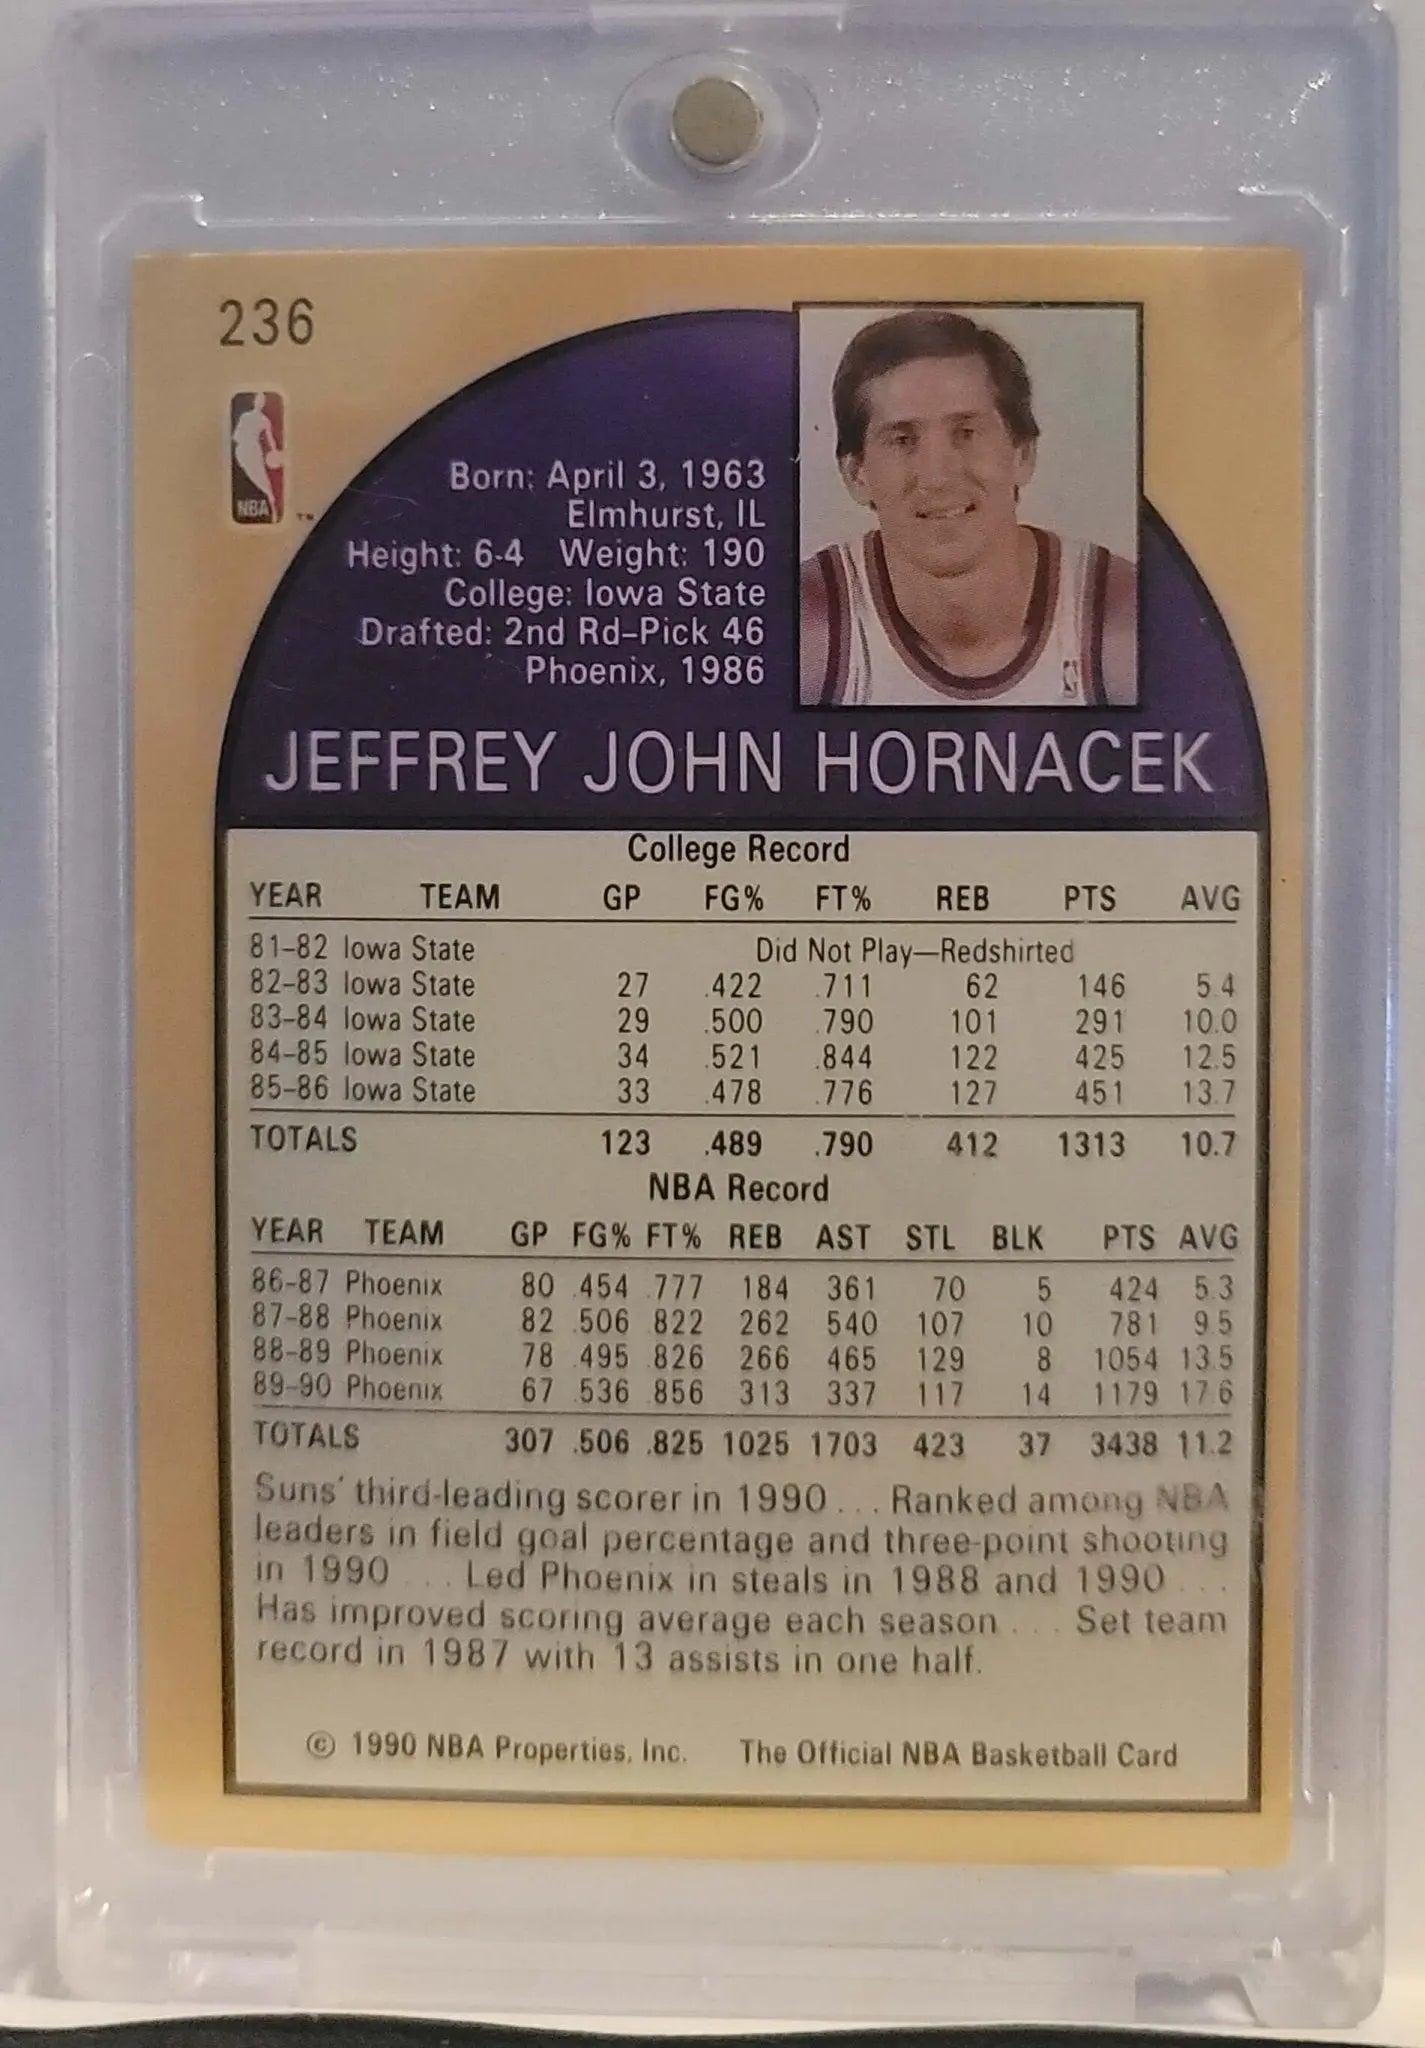 236
NBA
TM
Born: April 3, 1963
Elmhurst, IL
Height: 6-4 Weight: 190
College: Iowa State
Drafted: 2nd Rd-Pick 46
Phoenix, 1986
JEFFREY JOHN HORNACEK
College Record
YEAR TEAM GP FG% FT% REB PTS AVG
81-82 Iowa State Did Not Play—Redshirted
82-83 Iowa State 27 .422 .711 62 146 5.4
83-84 Iowa State 29 .500 .790 101 291 10.0
84-85 Iowa State 34 .521 .844 122 425 12.5
85-86 Iowa State 33 .478 .776 127 451 13.7
TOTALS 123 .489 .790 412 1313 10.7
NBA Record
YEAR TEAM GP FG% FT% REB AST STL BLK PTS AVG
86-87 Phoenix 80 .454 .777 184 361 70 5 424 5.3
87-88 Phoenix 82 .506 .822 262 540 107 10 781 9.5
88-89 Phoenix 78 .495 .826 266 465 129 8 1054 13.5
89-90 Phoenix 67 .536 .856 313 337 117 14 1179 17.6
TOTALS 307 .506 .825 1025 1703 423 37 3438 11.2
Suns' third-leading scorer in 1990 . . . Ranked among NBA
leaders in field goal percentage and three-point shooting
in 1990 . . . Led Phoenix in steals in 1988 and 1990 . . .
Has improved scoring average each season . . . Set team
record in 1987 with 13 assists in one half.
© 1990 NBA Properties, Inc. The Official NBA Basketball Card